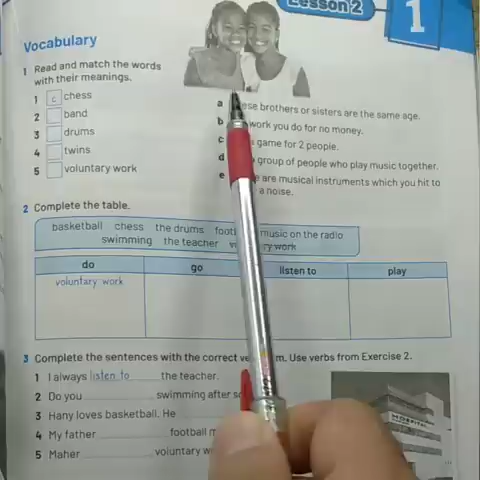 Lesson 2
1
Vocabulary
1 Read and match the words
with their meanings.
1 c chess
2 band
3 drums
4 twins
5 voluntary work
a ese brothers or sisters are the same age.
b work you do for no money.
c game for 2 people.
d group of people who play music together.
e are musical instruments which you hit to
a noise.
2 Complete the table.
basketball chess the drums footb music on the radio
swimming the teacher v ry work
do go listen to play
voluntary work
3 Complete the sentences with the correct ve m. Use verbs from Exercise 2.
1 I always listen to the teacher.
2 Do you swimming after
3 Hany loves basketball. He
4 My father football
5 Maher voluntary